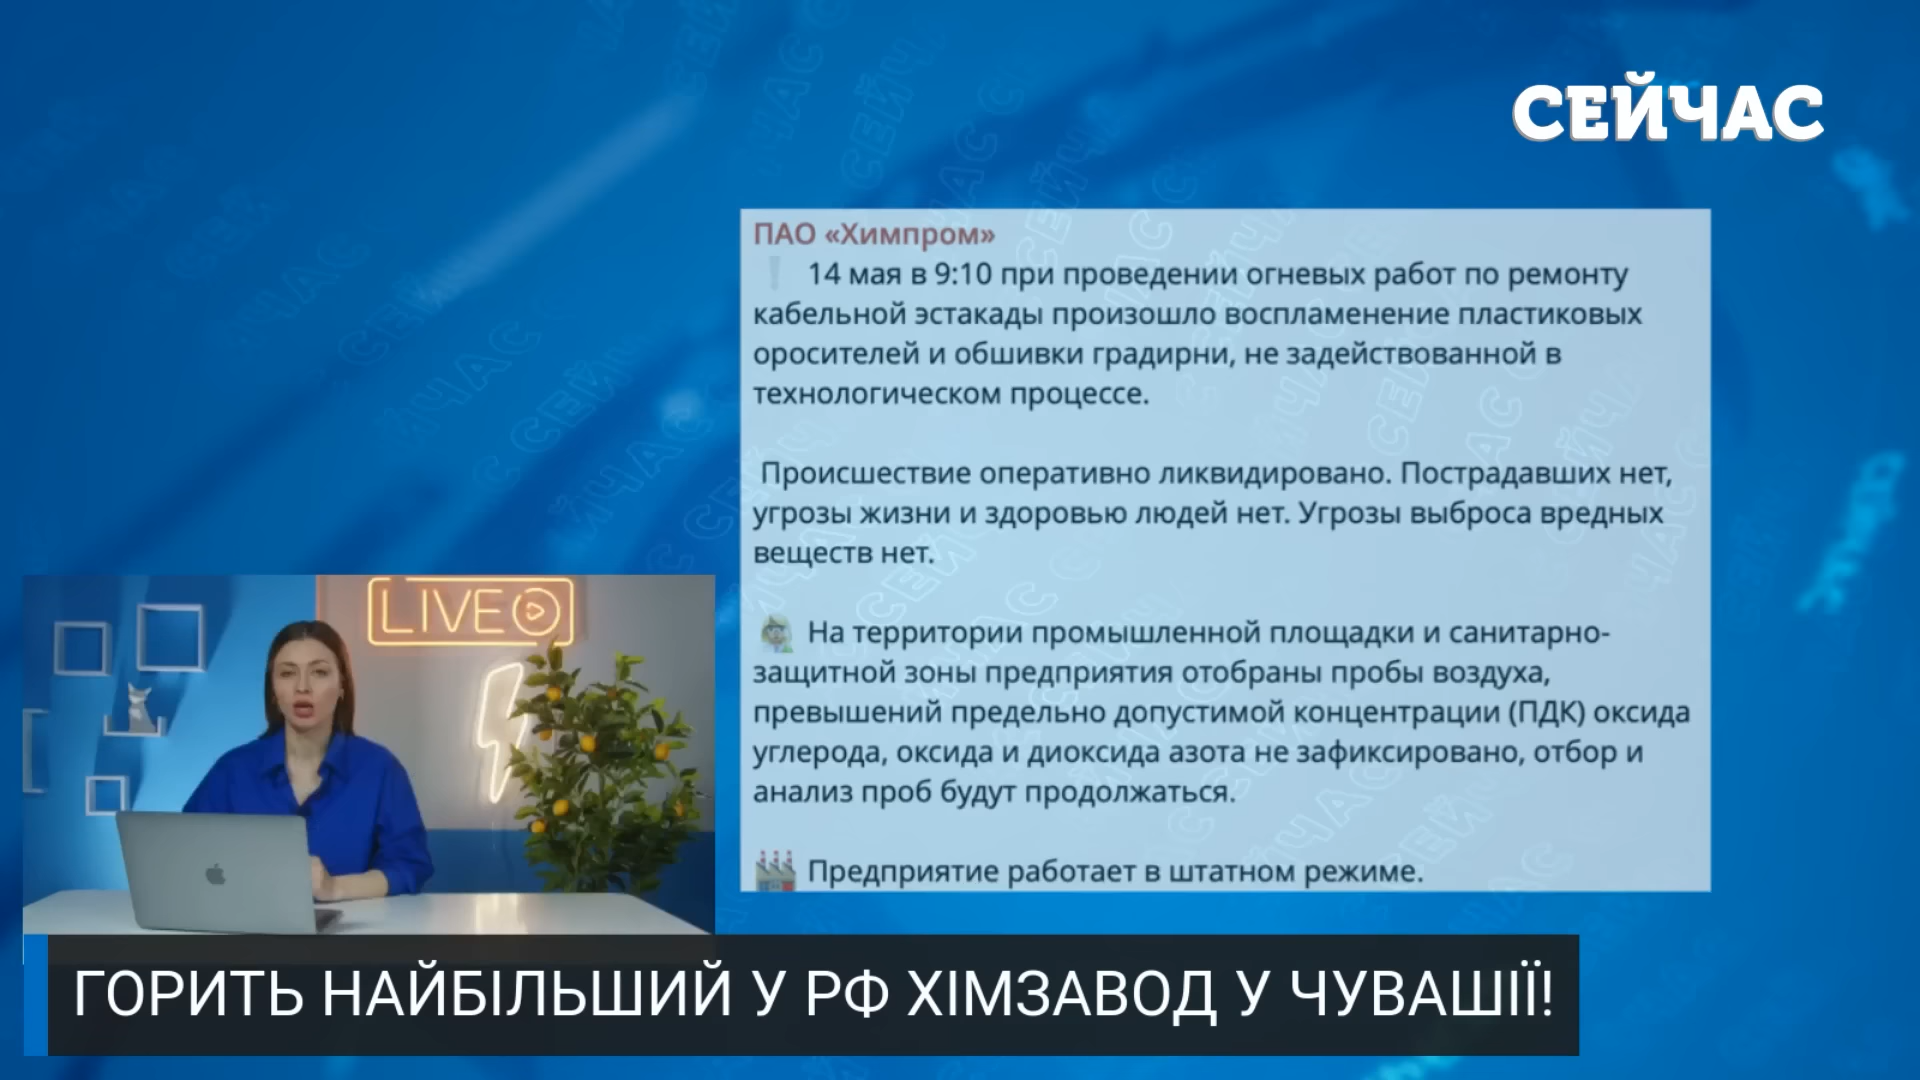 СЕЙЧАС
ПАО «Химпром»
14 мая в 9:10 при проведении огневых работ по ремонту
кабельной эстакады произошло воспламенение пластиковых
оросителей и обшивки градирни, не задействованной в
технологическом процессе.
Происшествие оперативно ликвидировано. Пострадавших нет,
угрозы жизни и здоровью людей нет. Угрозы выброса вредных
веществ нет.
На территории промышленной площадки и санитарно-
защитной зоны предприятия отобраны пробы воздуха,
превышений предельно допустимой концентрации (ПДК) оксида
углерода, оксида и диоксида азота не зафиксировано, отбор и
анализ проб будут продолжаться.
Предприятие работает в штатном режиме.
LIVE
ГОРИТЬ НАЙБІЛЬШИЙ У РФ ХІМЗАВОД У ЧУВАШІЇ!